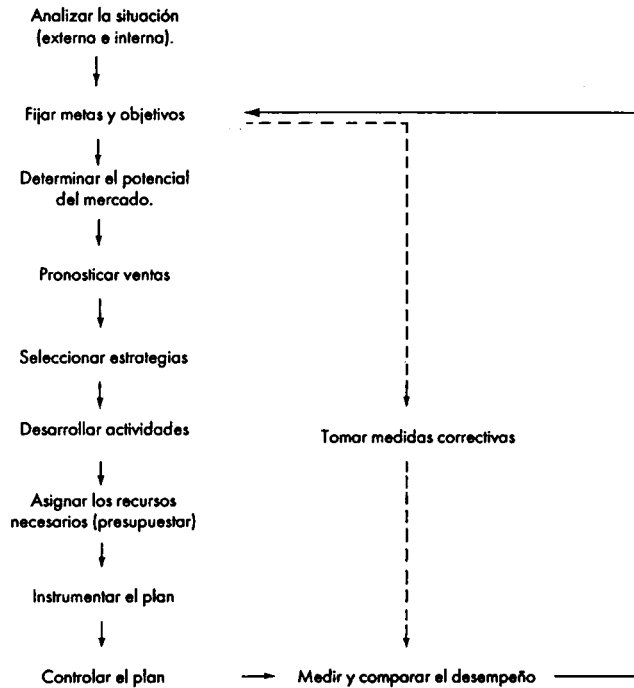 Analizar la situación
(externa e interna).
Fijar metas y objetivos
Determinar el potencial
del mercado.
Pronosticar ventas
Seleccionar estrategias
Desarrollar actividades
Tomar medidas correctivas
Asignar los recursos
necesarios (presupuestar)
Instrumentar el plan
Controlar el plan
Medir y comparar el desempeño